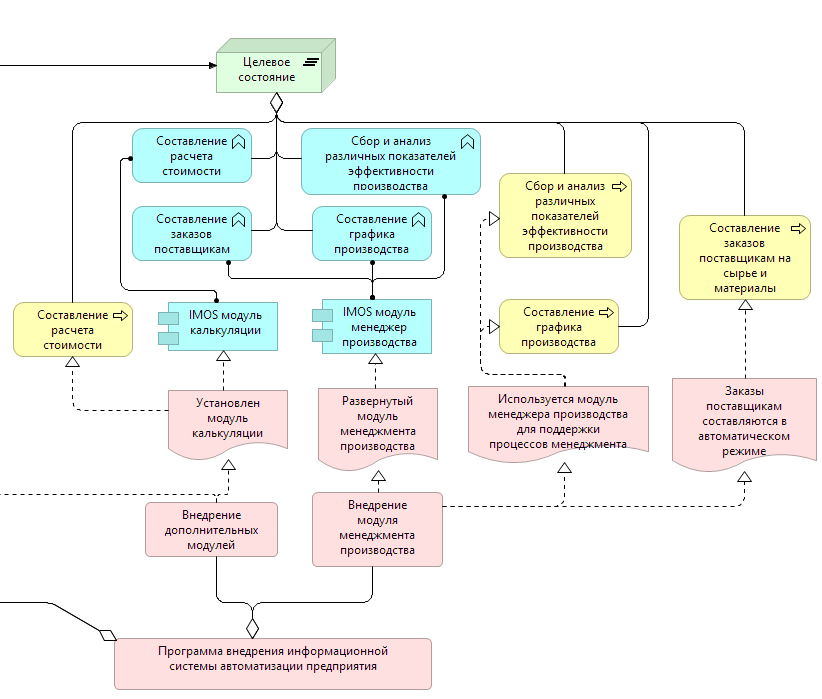 Целевое
состояние
Составление
расчета
стоимости
Сбор и анализ
различных показателей
эффективности
производства
Составление
заказов
поставщикам
Составление
графика
производства
Сбор и анализ
различных
показателей
эффективности
производства
Составление
заказов
поставщикам на
сырье и
материалы
Составление
расчета
стоимости
IMOS модуль
калькуляции
IMOS модуль
менеджер
производства
Составление
графика
производства
Установлен
модуль
калькуляции
Развернутый
модуль
менеджмента
производства
Используется модуль
менеджера производства
для поддержки
процессов менеджмента
Заказы
поставщикам
составляются в
автоматическом
режиме
Внедрение
дополнительных
модулей
Внедрение
модуля
менеджмента
производства
Программа внедрения информационной
системы автоматизации предприятия